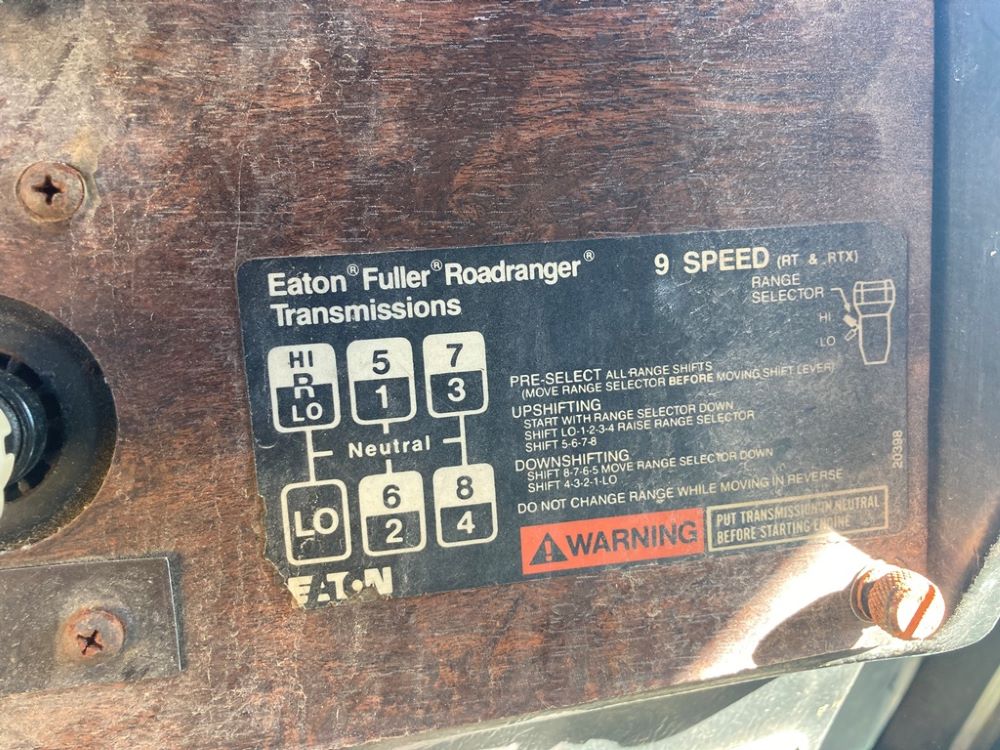 Eaton® Fuller® Roadranger®
Transmissions
9 SPEED (RT & RTX)
RANGE
SELECTOR
HI
LO
HI
R
LO
5
1
7
3
Neutral
LO
6
2
8
4
EATON
PRE-SELECT ALL RANGE SHIFTS
(MOVE RANGE SELECTOR BEFORE MOVING SHIFT LEVER)
UPSHIFTING
START WITH RANGE SELECTOR DOWN
SHIFT LO-1-2-3-4 RAISE RANGE SELECTOR
SHIFT 5-6-7-8
DOWNSHIFTING
SHIFT 8-7-6-5 MOVE RANGE SELECTOR DOWN
SHIFT 4-3-2-1-LO
DO NOT CHANGE RANGE WHILE MOVING IN REVERSE
WARNING
PUT TRANSMISSION IN NEUTRAL
BEFORE STARTING ENGINE
20398